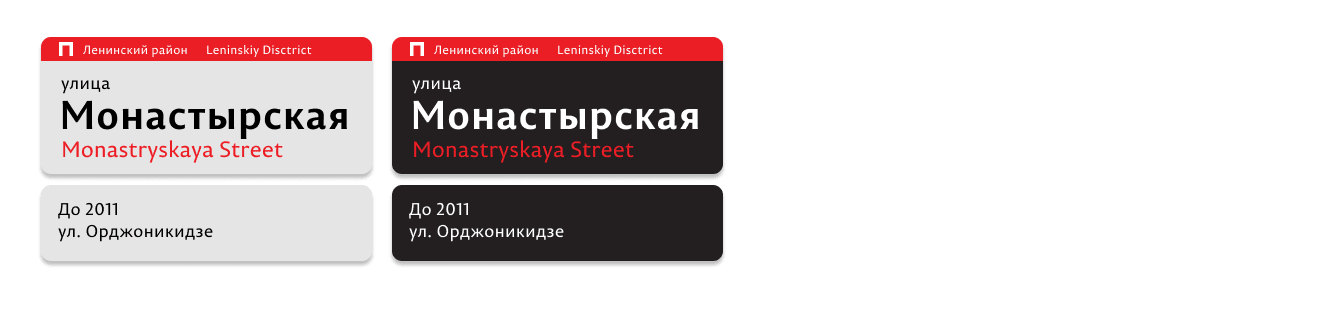 Ленинский район Leninskiy Disctrict
улица
Монастырская
Monastryskaya Street
До 2011
ул. Орджоникидзе
Ленинский район Leninskiy Disctrict
улица
Монастырская
Monastryskaya Street
До 2011
ул. Орджоникидзе